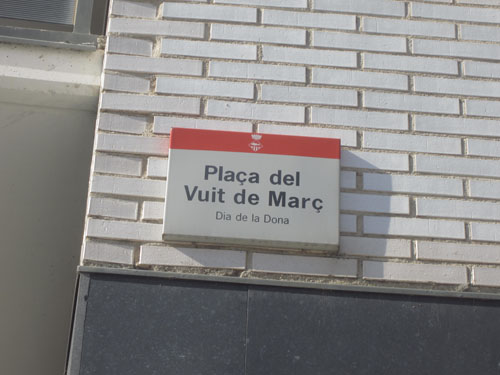 Plaça del
Vuit de Març
Dia de la Dona